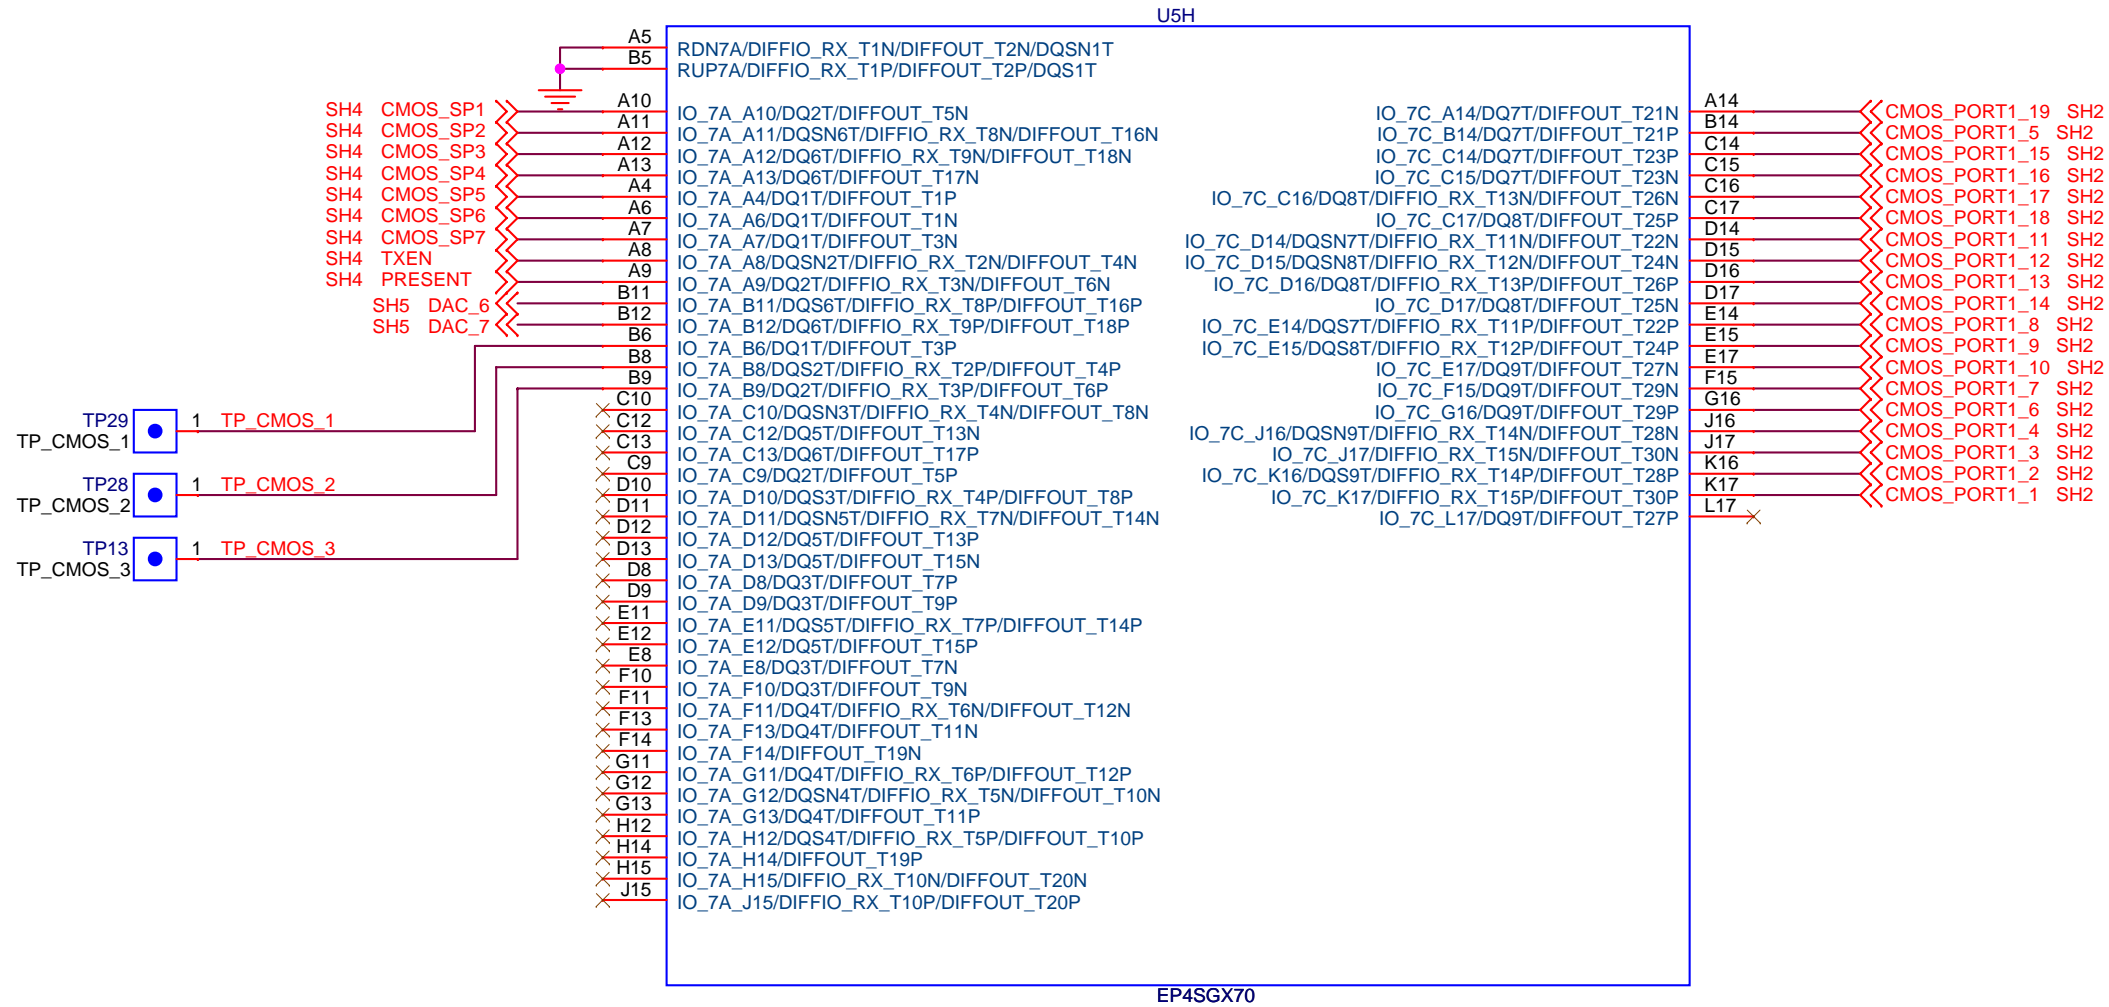 U5H
A5 RDN7A/DIFFIO_RX_T1N/DIFFOUT_T2N/DQSN1T
B5 RUP7A/DIFFIO_RX_T1P/DIFFOUT_T2P/DQS1T
SH4 CMOS_SP1 A10 IO_7A_A10/DQ2T/DIFFOUT_T5N IO_7C_A14/DQ7T/DIFFOUT_T21N A14 CMOS_PORT1_19 SH2
SH4 CMOS_SP2 A11 IO_7A_A11/DQSN6T/DIFFIO_RX_T8N/DIFFOUT_T16N IO_7C_B14/DQ7T/DIFFOUT_T21P B14 CMOS_PORT1_5 SH2
SH4 CMOS_SP3 A12 IO_7A_A12/DQ6T/DIFFIO_RX_T9N/DIFFOUT_T18N IO_7C_C14/DQ7T/DIFFOUT_T23P C14 CMOS_PORT1_15 SH2
SH4 CMOS_SP4 A13 IO_7A_A13/DQ6T/DIFFOUT_T17N IO_7C_C15/DQ7T/DIFFOUT_T23N C15 CMOS_PORT1_16 SH2
SH4 CMOS_SP5 A4 IO_7A_A4/DQ1T/DIFFOUT_T1P IO_7C_C16/DQ8T/DIFFIO_RX_T13N/DIFFOUT_T26N C16 CMOS_PORT1_17 SH2
SH4 CMOS_SP6 A6 IO_7A_A6/DQ1T/DIFFOUT_T1N IO_7C_C17/DQ8T/DIFFOUT_T25P C17 CMOS_PORT1_18 SH2
SH4 CMOS_SP7 A7 IO_7A_A7/DQ1T/DIFFOUT_T3N IO_7C_D14/DQSN7T/DIFFIO_RX_T11N/DIFFOUT_T22N D14 CMOS_PORT1_11 SH2
SH4 TXEN A8 IO_7A_A8/DQSN2T/DIFFIO_RX_T2N/DIFFOUT_T4N IO_7C_D15/DQSN8T/DIFFIO_RX_T12N/DIFFOUT_T24N D15 CMOS_PORT1_12 SH2
SH4 PRESENT A9 IO_7A_A9/DQ2T/DIFFIO_RX_T3N/DIFFOUT_T6N IO_7C_D16/DQ8T/DIFFIO_RX_T13P/DIFFOUT_T26P D16 CMOS_PORT1_13 SH2
SH5 DAC_6 B11 IO_7A_B11/DQS6T/DIFFIO_RX_T8P/DIFFOUT_T16P IO_7C_D17/DQ8T/DIFFOUT_T25N D17 CMOS_PORT1_14 SH2
SH5 DAC_7 B12 IO_7A_B12/DQ6T/DIFFIO_RX_T9P/DIFFOUT_T18P IO_7C_E14/DQS7T/DIFFIO_RX_T11P/DIFFOUT_T22P E14 CMOS_PORT1_8 SH2
B6 IO_7A_B6/DQ1T/DIFFOUT_T3P IO_7C_E15/DQS8T/DIFFIO_RX_T12P/DIFFOUT_T24P E15 CMOS_PORT1_9 SH2
B8 IO_7A_B8/DQS2T/DIFFIO_RX_T2P/DIFFOUT_T4P IO_7C_E17/DQ9T/DIFFOUT_T27N E17 CMOS_PORT1_10 SH2
B9 IO_7A_B9/DQ2T/DIFFIO_RX_T3P/DIFFOUT_T6P IO_7C_F15/DQ9T/DIFFOUT_T29N F15 CMOS_PORT1_7 SH2
C10 IO_7A_C10/DQSN3T/DIFFIO_RX_T4N/DIFFOUT_T8N IO_7C_G16/DQ9T/DIFFOUT_T29P G16 CMOS_PORT1_6 SH2
TP29 1 TP_CMOS_1 C12 IO_7A_C12/DQ5T/DIFFOUT_T13N IO_7C_J16/DQSN9T/DIFFIO_RX_T14N/DIFFOUT_T28N J16 CMOS_PORT1_4 SH2
TP_CMOS_1 C13 IO_7A_C13/DQ6T/DIFFOUT_T17P IO_7C_J17/DIFFIO_RX_T15N/DIFFOUT_T30N J17 CMOS_PORT1_3 SH2
C9 IO_7A_C9/DQ2T/DIFFOUT_T5P IO_7C_K16/DQS9T/DIFFIO_RX_T14P/DIFFOUT_T28P K16 CMOS_PORT1_2 SH2
TP28 1 TP_CMOS_2 D10 IO_7A_D10/DQS3T/DIFFIO_RX_T4P/DIFFOUT_T8P IO_7C_K17/DIFFIO_RX_T15P/DIFFOUT_T30P K17 CMOS_PORT1_1 SH2
TP_CMOS_2 D11 IO_7A_D11/DQSN5T/DIFFIO_RX_T7N/DIFFOUT_T14N IO_7C_L17/DQ9T/DIFFOUT_T27P L17
D12 IO_7A_D12/DQ5T/DIFFOUT_T13P
TP13 1 TP_CMOS_3 D13 IO_7A_D13/DQ5T/DIFFOUT_T15N
TP_CMOS_3 D8 IO_7A_D8/DQ3T/DIFFOUT_T7P
D9 IO_7A_D9/DQ3T/DIFFOUT_T9P
E11 IO_7A_E11/DQS5T/DIFFIO_RX_T7P/DIFFOUT_T14P
E12 IO_7A_E12/DQ5T/DIFFOUT_T15P
E8 IO_7A_E8/DQ3T/DIFFOUT_T7N
F10 IO_7A_F10/DQ3T/DIFFOUT_T9N
F11 IO_7A_F11/DQ4T/DIFFIO_RX_T6N/DIFFOUT_T12N
F13 IO_7A_F13/DQ4T/DIFFOUT_T11N
F14 IO_7A_F14/DIFFOUT_T19N
G11 IO_7A_G11/DQ4T/DIFFIO_RX_T6P/DIFFOUT_T12P
G12 IO_7A_G12/DQSN4T/DIFFIO_RX_T5N/DIFFOUT_T10N
G13 IO_7A_G13/DQ4T/DIFFOUT_T11P
H12 IO_7A_H12/DQS4T/DIFFIO_RX_T5P/DIFFOUT_T10P
H14 IO_7A_H14/DIFFOUT_T19P
H15 IO_7A_H15/DIFFIO_RX_T10N/DIFFOUT_T20N
J15 IO_7A_J15/DIFFIO_RX_T10P/DIFFOUT_T20P
EP4SGX70